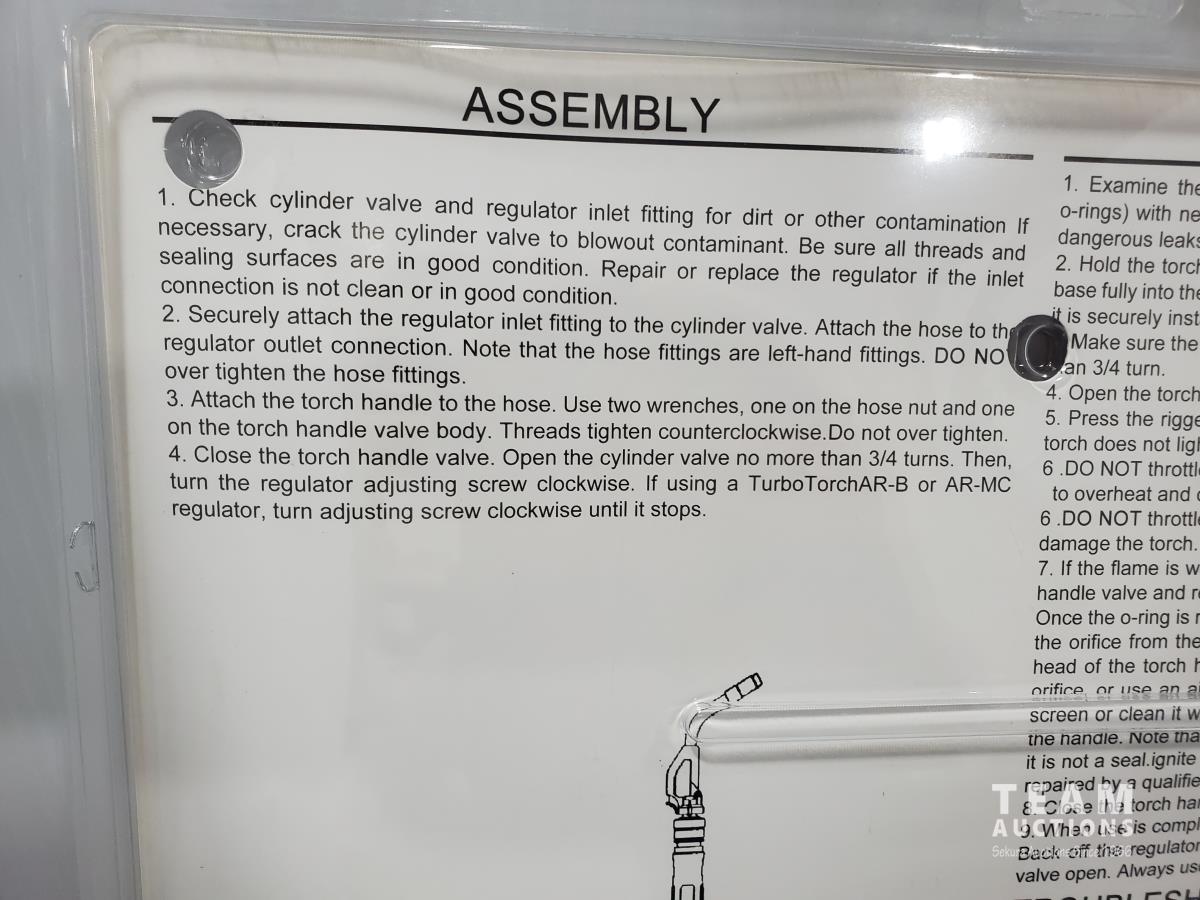 ASSEMBLY
1. Check cylinder valve and regulator inlet fitting for dirt or other contamination If
necessary, crack the cylinder valve to blowout contaminant. Be sure all threads and
sealing surfaces are in good condition. Repair or replace the regulator if the inlet
connection is not clean or in good condition.
2. Securely attach the regulator inlet fitting to the cylinder valve. Attach the hose to
regulator outlet connection. Note that the hose fittings are left-hand fittings. DO
over tighten the hose fittings.
3. Attach the torch handle to the hose. Use two wrenches, one on the hose nut and one
on the torch handle valve body. Threads tighten counterclockwise.Do not over tighten.
4. Close the torch handle valve. Open the cylinder valve no more than 3/4 turns. Then,
turn the regulator adjusting screw clockwise. If using a TurboTorchAR-B or AR-MC
regulator, turn adjusting screw clockwise until it stops.
1. Examine the
o-rings) with
dangerous leaks
2. Hold the torch
base fully into the
it is securely
Make sure the
3/4 turn.
4. Open the torch
5. Press the
torch does not
6 .DO NOT
to overheat and
6 .DO NOT
damage the torch.
7. If the flame is
handle valve and
Once the o-ring is
the orifice from the
head of the torch
orifice, or use an
screen or clean it
the handle. Note
it is not a seal.ignite
repaired by a
8. Close the torch
9. When use is
Back off the regulator
valve open. Always
TEAM
AUCTIONS